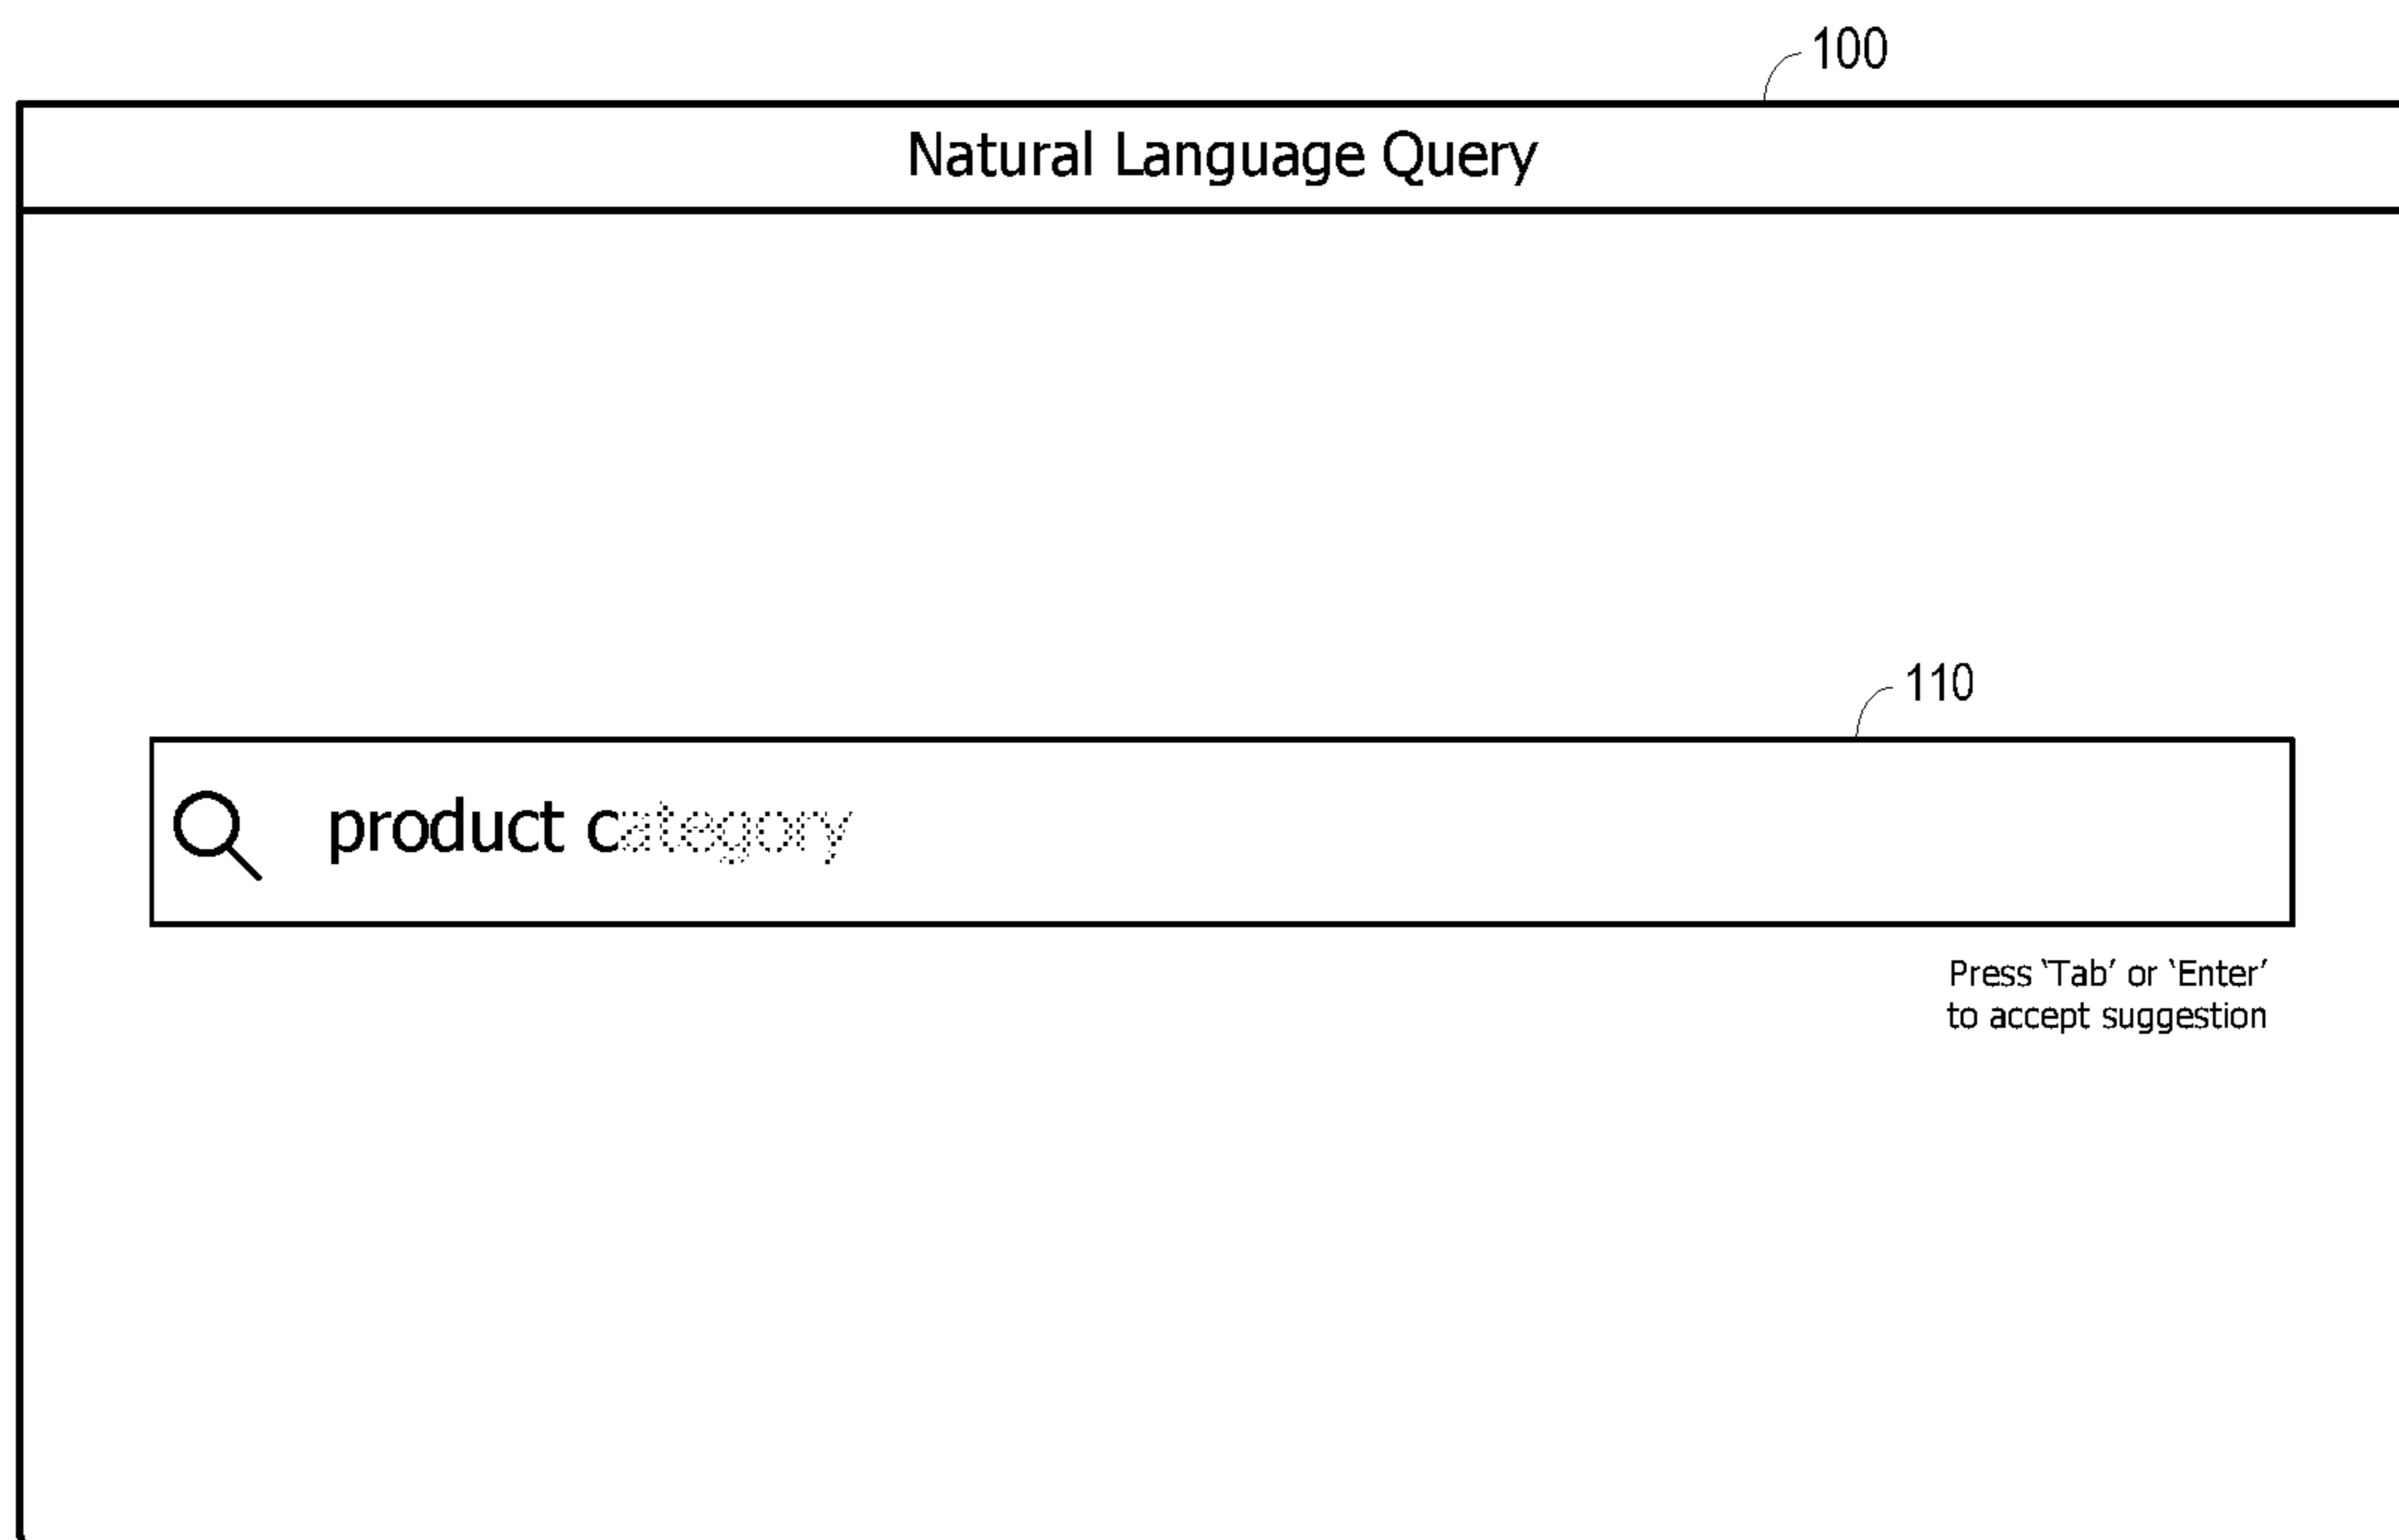 100
Natural Language Query
110
product category
Press ‘Tab’ or ‘Enter’
to accept suggestion